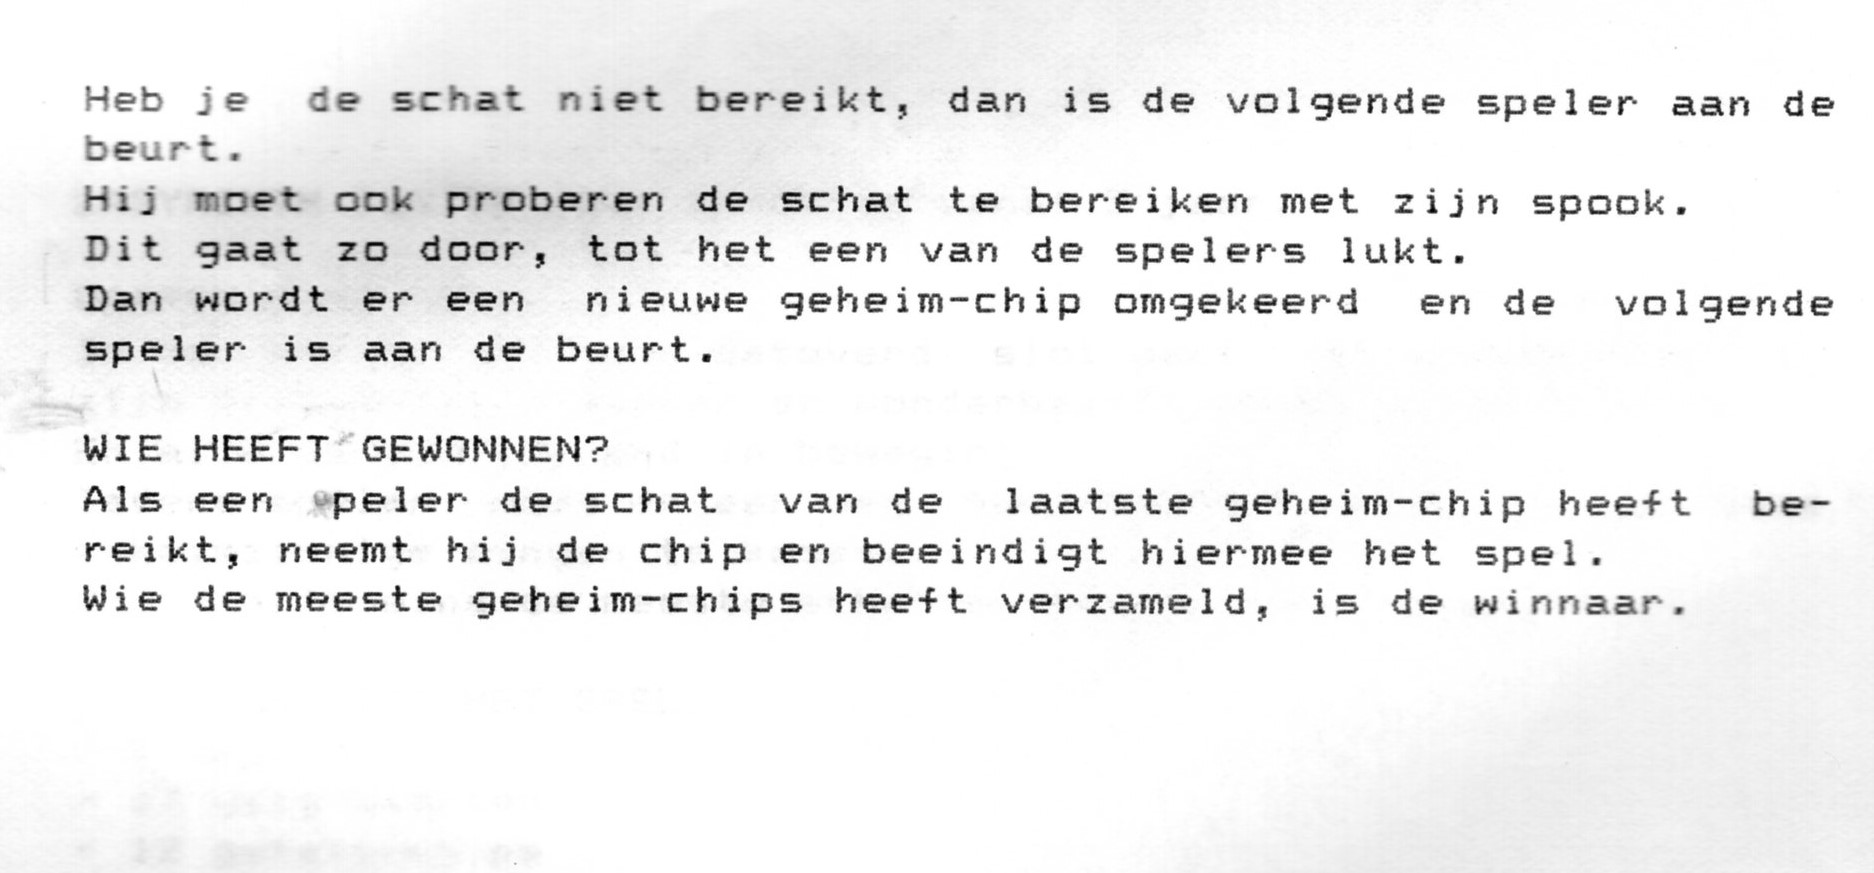 Heb je de schat niet bereikt, dan is de volgende speler aan de
beurt.
Hij moet ook proberen de schat te bereiken met zijn spook.
Dit gaat zo door, tot het een van de spelers lukt.
Dan wordt er een nieuwe geheim-chip omgekeerd en de volgende
speler is aan de beurt.
WIE HEEFT GEWONNEN?
Als een speler de schat van de laatste geheim-chip heeft be-
reikt, neemt hij de chip en beeindigt hiermee het spel.
Wie de meeste geheim-chips heeft verzameld, is de winnaar.